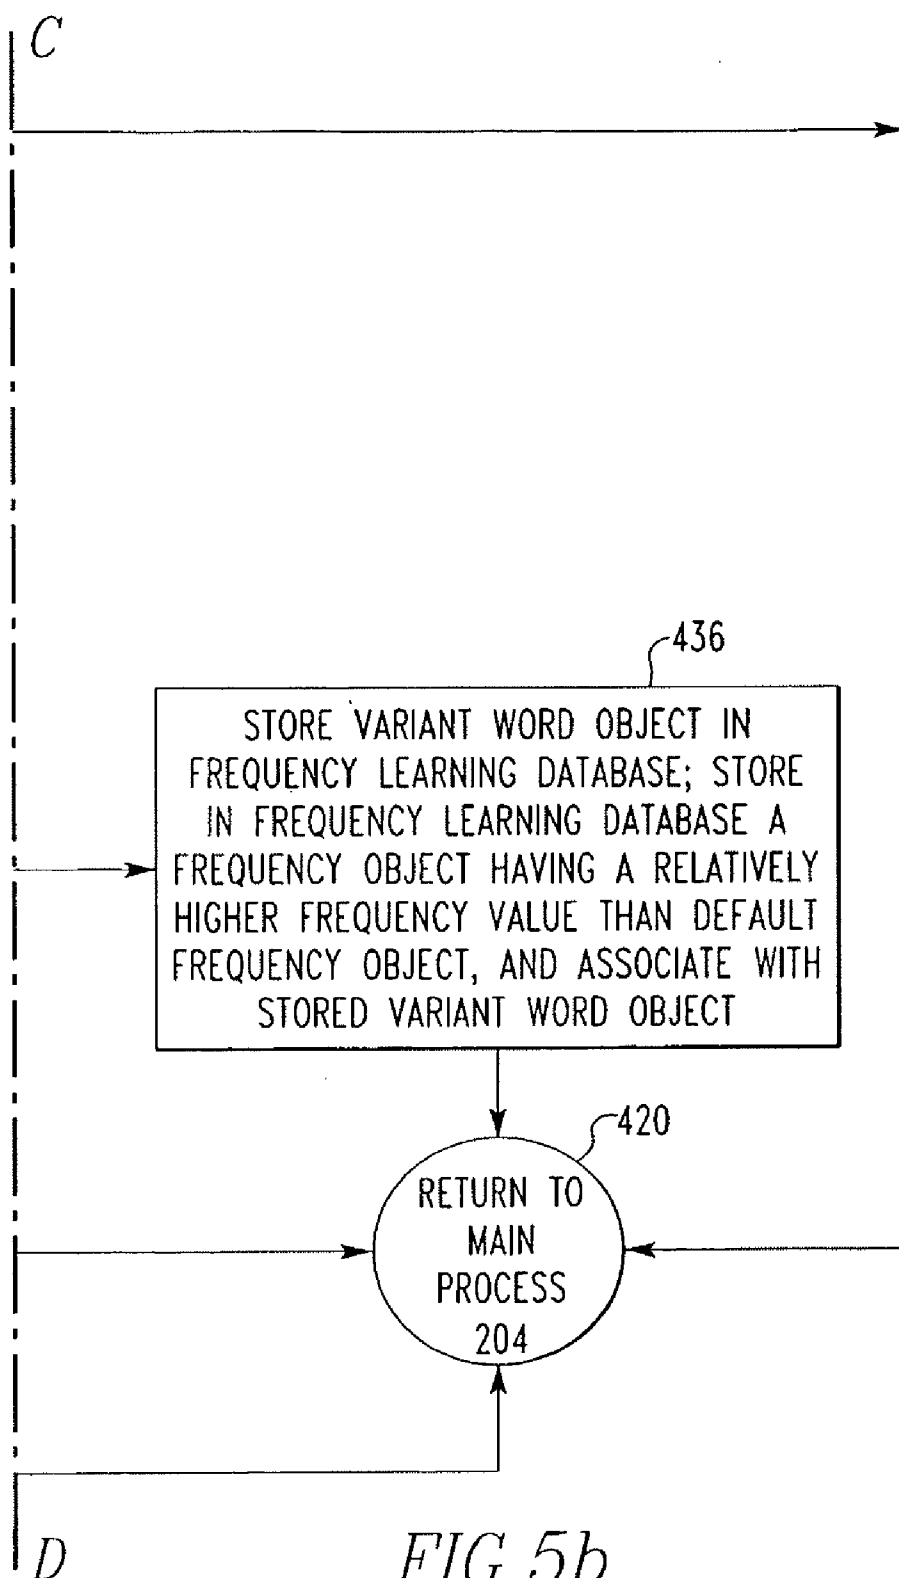 C
436
STORE VARIANT WORD OBJECT IN
FREQUENCY LEARNING DATABASE; STORE
IN FREQUENCY LEARNING DATABASE A
FREQUENCY OBJECT HAVING A RELATIVELY
HIGHER FREQUENCY VALUE THAN DEFAULT
FREQUENCY OBJECT, AND ASSOCIATE WITH
STORED VARIANT WORD OBJECT
420
RETURN TO
MAIN
PROCESS
204
D
FIG.5b